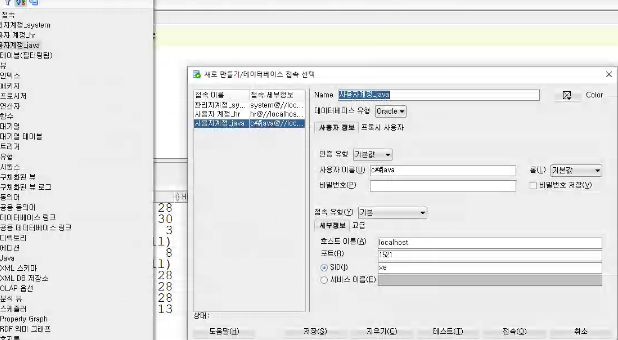 접속
자계정_system
자 계정_hr
용자계정_java
테이블(필터링됨)
뷰
인덱스
패키지
프로시저
연산자
함수
대기열
대기열 테이블
트리거
유형
시퀀스
구체화된 뷰
구체화된 뷰 로그
동의어
공용 동의어
데이터베이스 링크
공용 데이터베이스 링크
디렉토리
에디션
Java
XML 스키마
XML DB 저장소
OLAP 옵션
분석 뷰
스케줄러
Property Graph
RDF 의미 그래프
휴지통
28
30
3
11)
8
11)
28
28
28
13
새로 만들기/데이터베이스 접속 선택
접속 이름 접속 세부정보
관리자계정_sy... system@//loc...
사용자 계정_hr hr@//localhos...
사용자계정_java c##java@//loc...
Name 사용자계정_java Color
데이터베이스 유형 Oracle
사용자 정보 프록시 사용자
인증 유형 기본값
사용자 이름(U) c##java 롤(L) 기본값
비밀번호(P) 비밀번호 저장(V)
접속 유형(Y) 기본
세부정보 고급
호스트 이름(A) localhost
포트(R) 1521
SID(I) xe
서비스 이름(E)
상태:
도움말(H) 저장(S) 지우기(C) 테스트(T) 접속(O) 취소